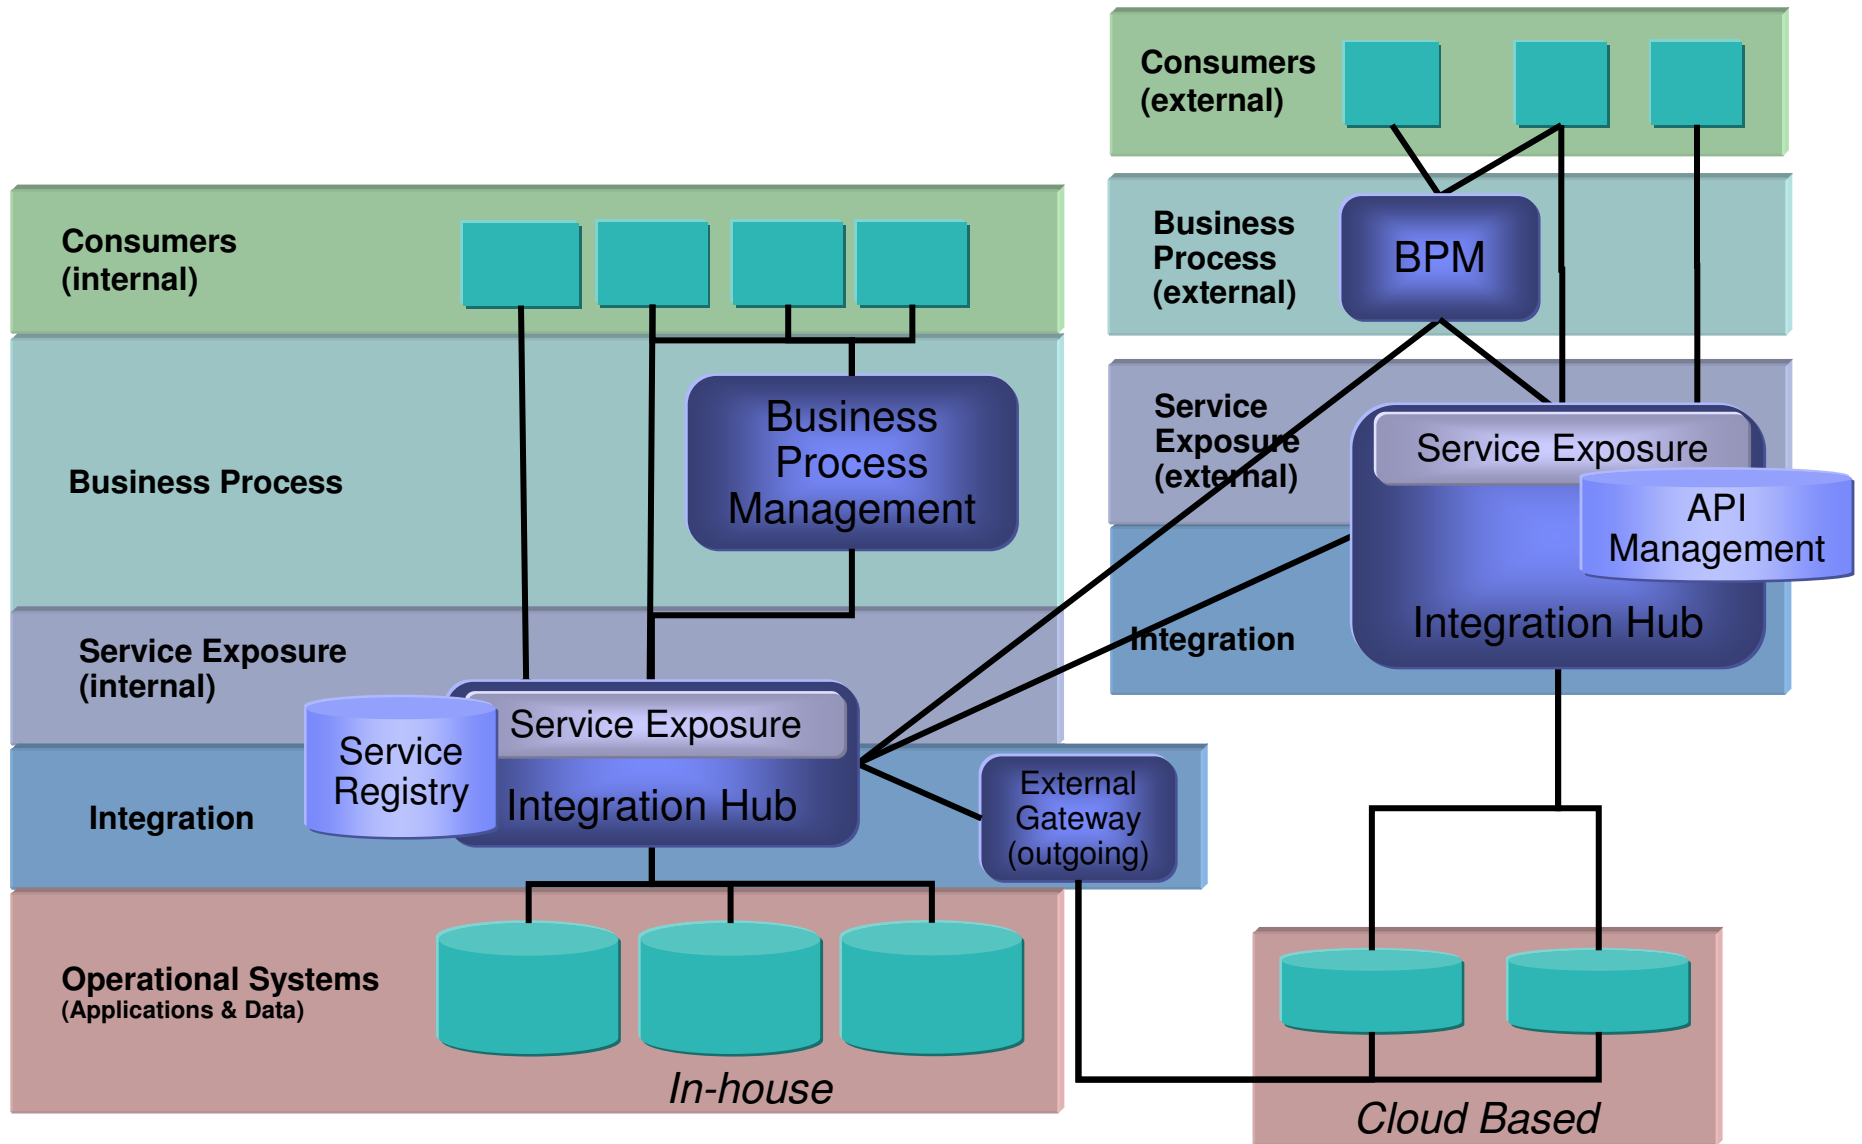 Consumers
(external)
Business
Process
(external)
BPM
Service
Exposure
(external)
Service Exposure
API
Management
Integration
Integration Hub
Consumers
(internal)
Business Process
Business
Process
Management
Service Exposure
(internal)
Service
Registry
Service Exposure
Integration
Integration Hub
External
Gateway
(outgoing)
Operational Systems
(Applications & Data)
In-house
Cloud Based